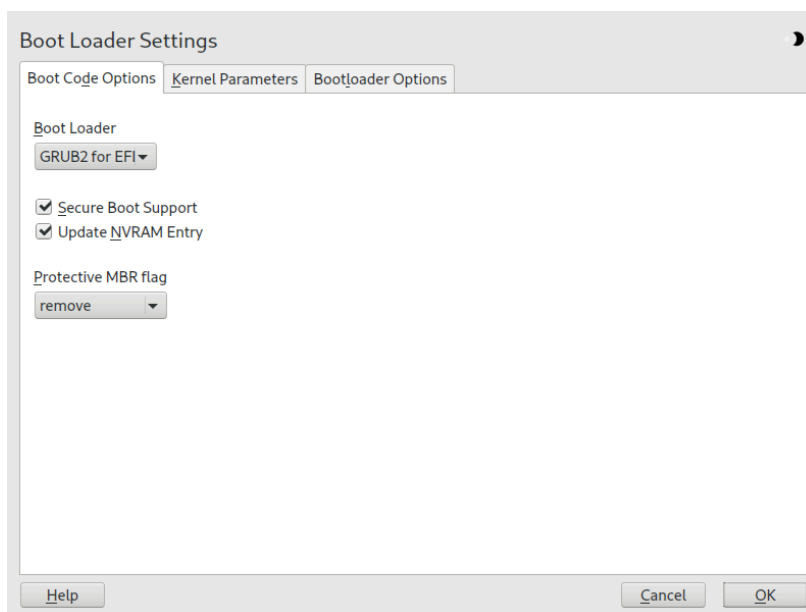 Boot Loader Settings
Boot Code Options Kernel Parameters Bootloader Options
Boot Loader
GRUB2 for EFI
Secure Boot Support
Update NVRAM Entry
Protective MBR flag
remove
Help Cancel OK